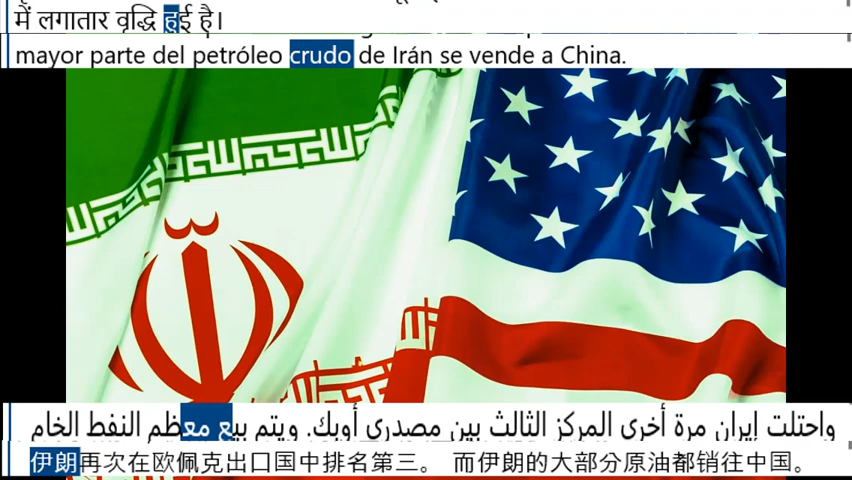 में लगातार वृद्धि हुई है।
mayor parte del petróleo crudo de Irán se vende a China.
واحتلت إيران مرة أخرى المركز الثالث بين مصدري أوبك. ويتم بيع معظم النفط الخام
伊朗再次在欧佩克出口国中排名第三。 而伊朗的大部分原油都销往中国。